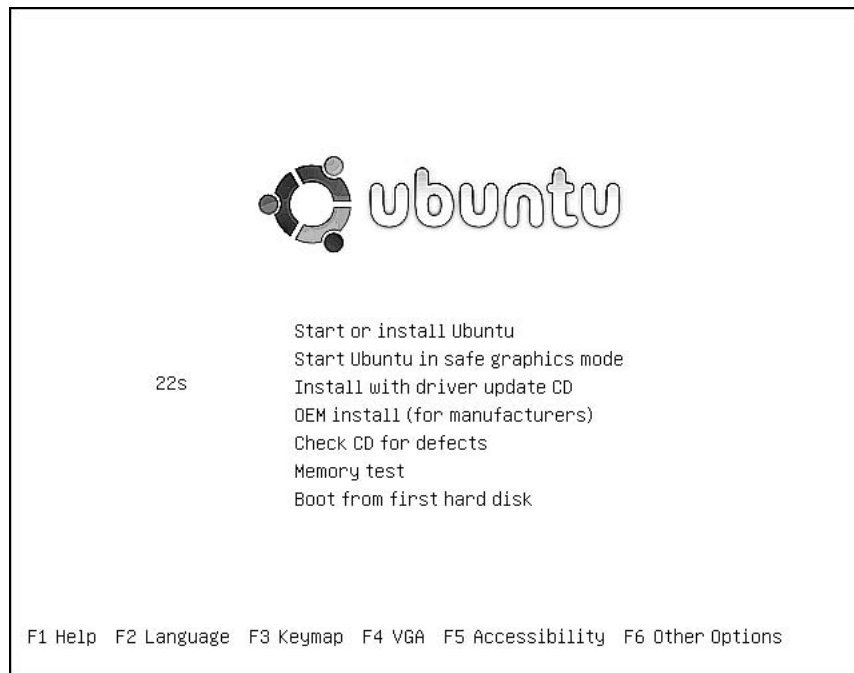 ubuntu
Start or install Ubuntu
Start Ubuntu in safe graphics mode
22s
Install with driver update CD
OEM install (for manufacturers)
Check CD for defects
Memory test
Boot from first hard disk
F1 Help F2 Language F3 Keymap F4 VGA F5 Accessibility F6 Other Options